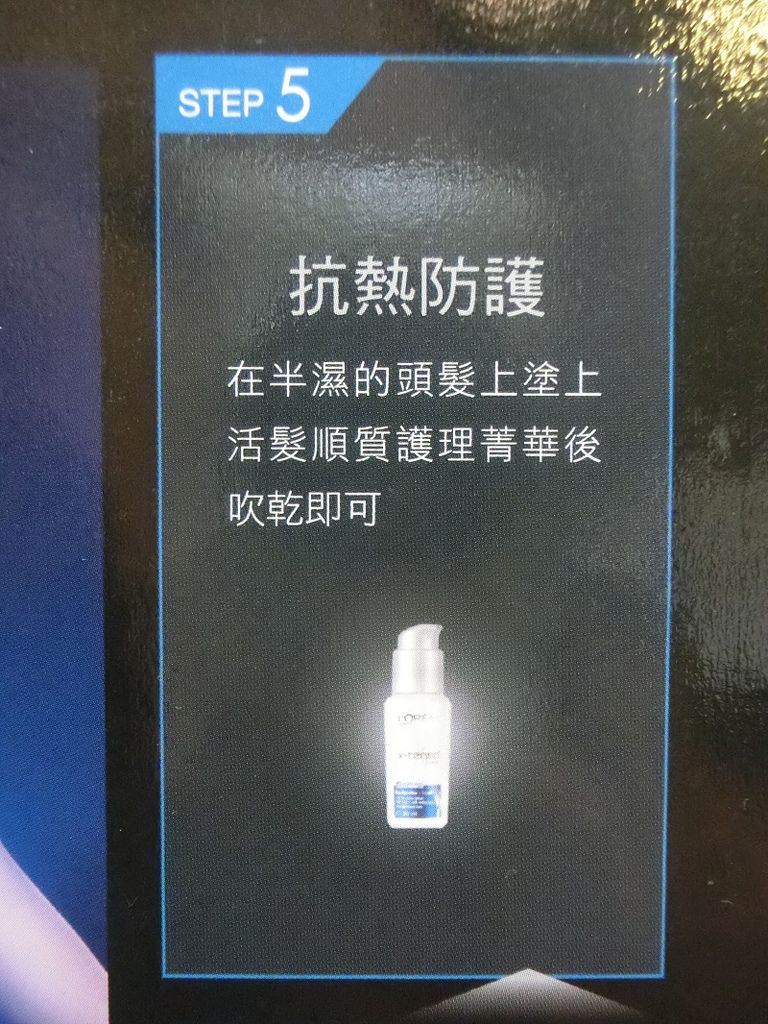 STEP 5
抗熱防護
在半濕的頭髮上塗上
活髮順質護理菁華後
吹乾即可